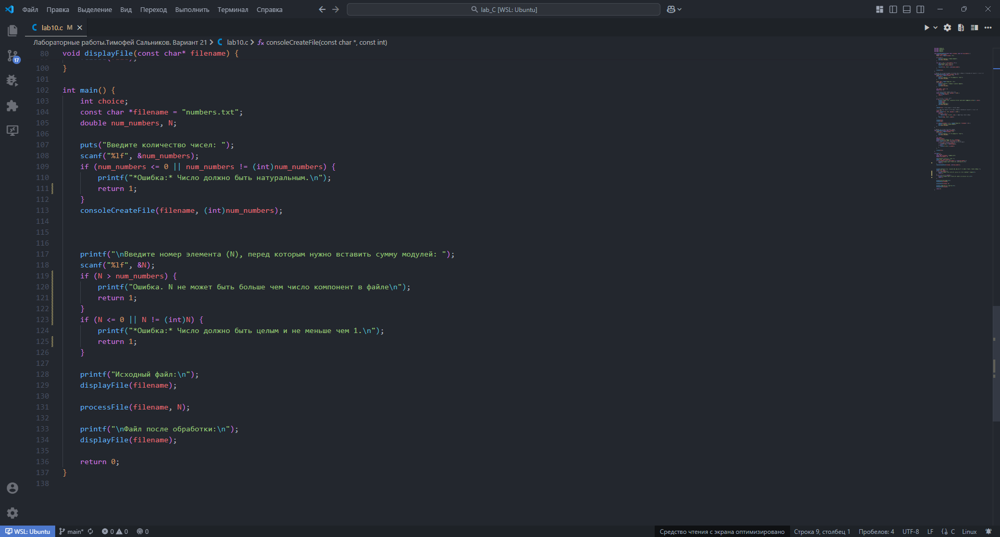 Файл Правка Выделение Вид Переход Выполнить Терминал Справка lab_C [WSL: Ubuntu]
lab10.c M
Лабораторные работы.Тимофей Сальников. Вариант 21 > C lab10.c > consoleCreateFile(const char *, const int)
17
80 void displayFile(const char* filename) {
100 }
101
102 int main() {
103 int choice;
104 const char *filename = "numbers.txt";
105 double num_numbers, N;
106
107 puts("Введите количество чисел: ");
108 scanf("%lf", &num_numbers);
109 if (num_numbers <= 0 || num_numbers != (int)num_numbers) {
110 printf("*Ошибка:* Число должно быть натуральным.\n");
111 return 1;
112 }
113 consoleCreateFile(filename, (int)num_numbers);
114
115
116
117 printf("\nВведите номер элемента (N), перед которым нужно вставить сумму модулей: ");
118 scanf("%lf", &N);
119 if (N > num_numbers) {
120 printf("Ошибка. N не может быть больше чем число компонент в файле\n");
121 return 1;
122 }
123 if (N <= 0 || N != (int)N) {
124 printf("*Ошибка:* Число должно быть целым и не меньше чем 1.\n");
125 return 1;
126 }
127
128 printf("Исходный файл:\n");
129 displayFile(filename);
130
131 processFile(filename, N);
132
133 printf("\nФайл после обработки:\n");
134 displayFile(filename);
135
136 return 0;
137 }
138
WSL: Ubuntu main* 0 0 0 Средство чтения с экрана оптимизировано Строка 9, столбец 1 Пробелов: 4 UTF-8 LF {} C Linux